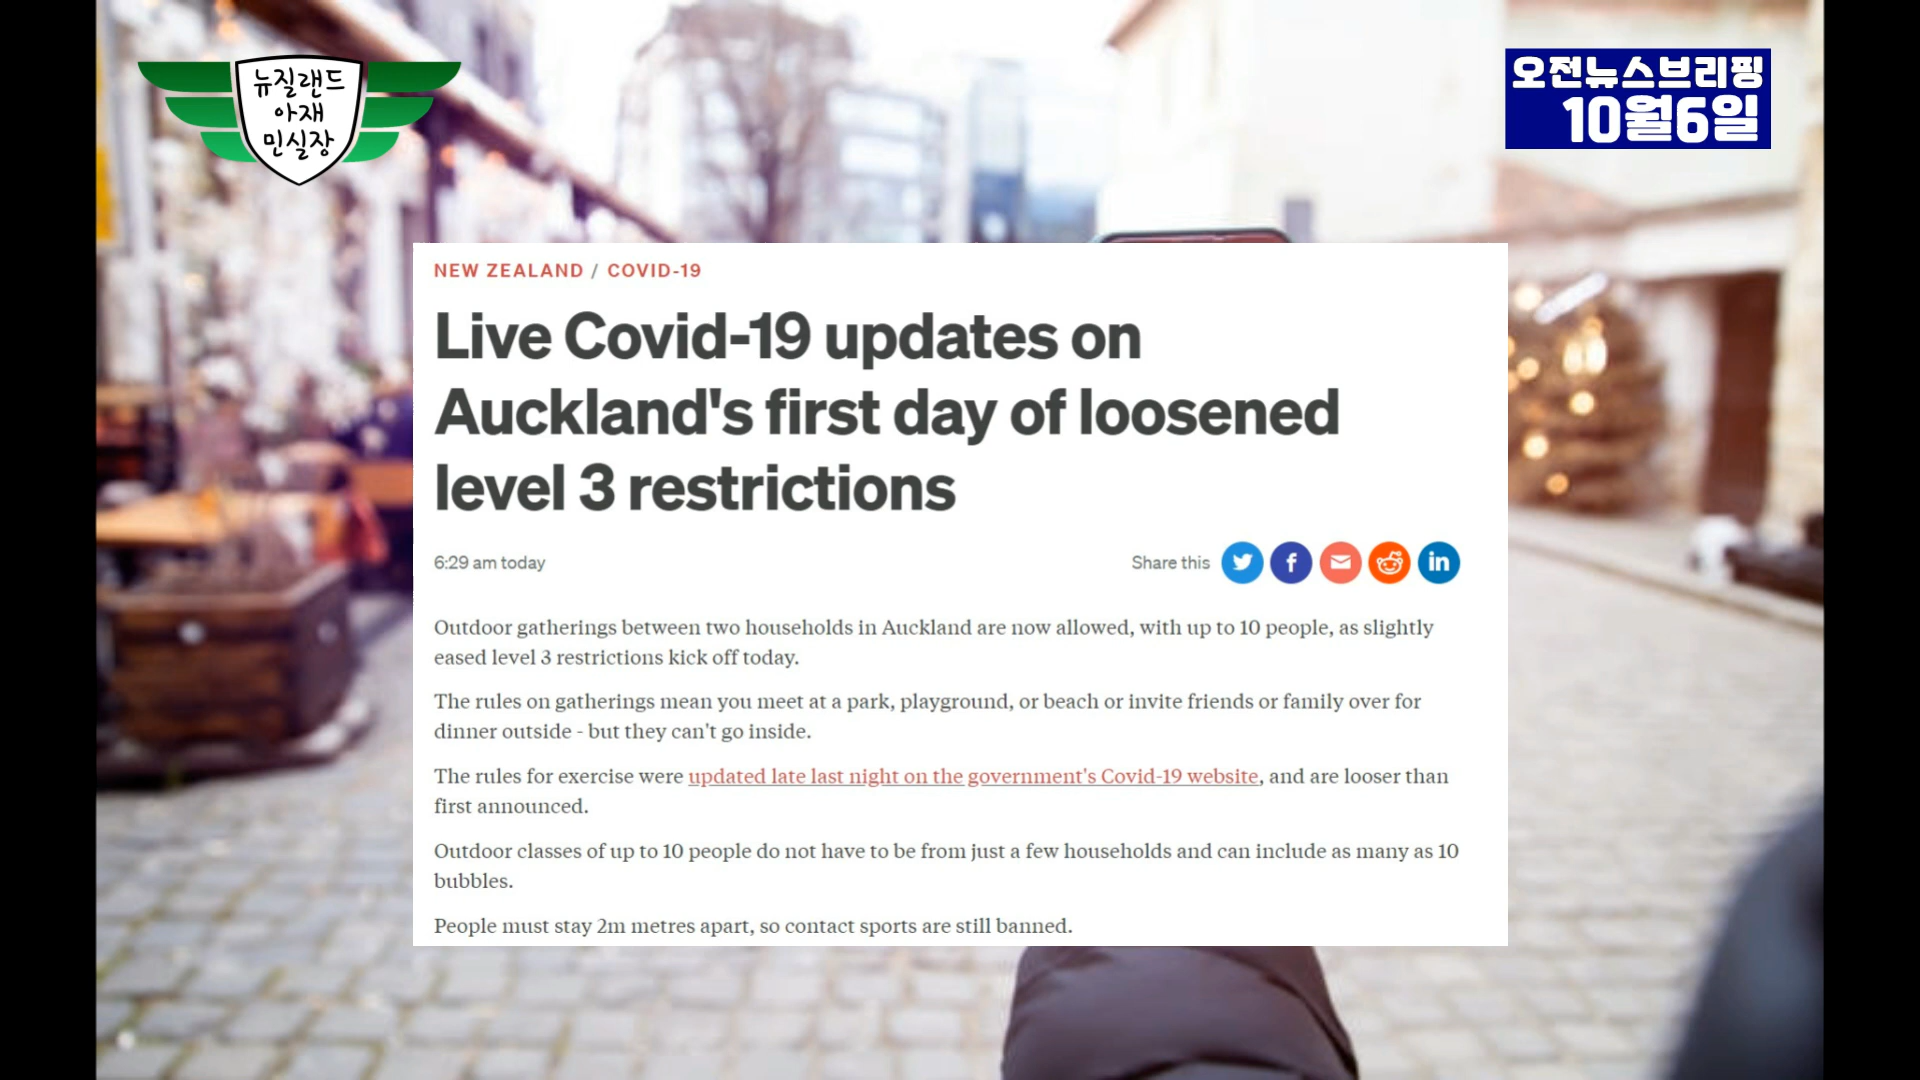 뉴질랜드
아재
민실장
오전뉴스브리핑
10월6일
NEW ZEALAND / COVID-19
Live Covid-19 updates on
Auckland's first day of loosened
level 3 restrictions
6:29 am today
Share this
Outdoor gatherings between two households in Auckland are now allowed, with up to 10 people, as slightly
eased level 3 restrictions kick off today.
The rules on gatherings mean you meet at a park, playground, or beach or invite friends or family over for
dinner outside - but they can't go inside.
The rules for exercise were updated late last night on the government's Covid-19 website, and are looser than
first announced.
Outdoor classes of up to 10 people do not have to be from just a few households and can include as many as 10
bubbles.
People must stay 2m metres apart, so contact sports are still banned.